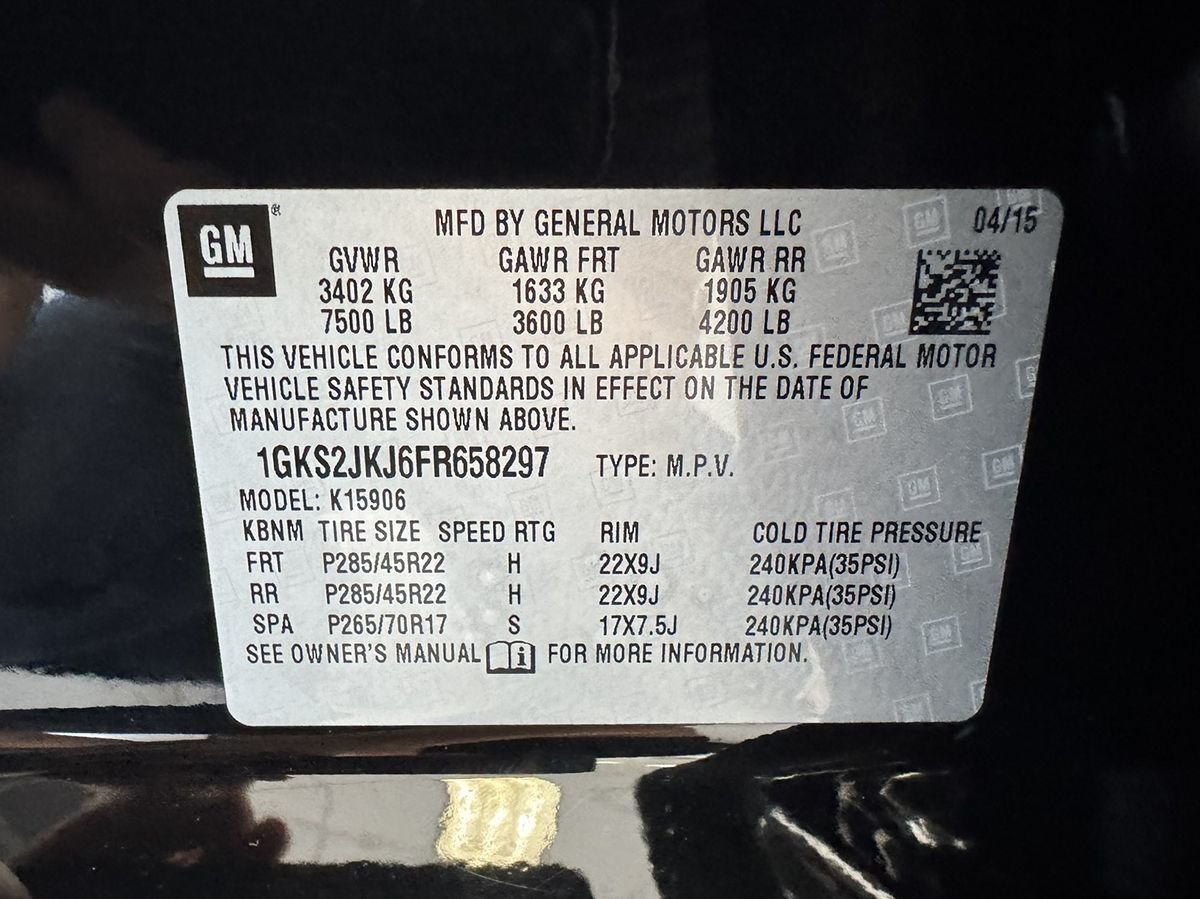 GM ®
MFD BY GENERAL MOTORS LLC 04/15
GVWR GAWR FRT GAWR RR
3402 KG 1633 KG 1905 KG
7500 LB 3600 LB 4200 LB
THIS VEHICLE CONFORMS TO ALL APPLICABLE U.S. FEDERAL MOTOR
VEHICLE SAFETY STANDARDS IN EFFECT ON THE DATE OF
MANUFACTURE SHOWN ABOVE.
1GKS2JKJ6FR658297 TYPE: M.P.V.
MODEL: K15906
KBNM TIRE SIZE SPEED RTG RIM COLD TIRE PRESSURE
FRT P285/45R22 H 22X9J 240KPA(35PSI)
RR P285/45R22 H 22X9J 240KPA(35PSI)
SPA P265/70R17 S 17X7.5J 240KPA(35PSI)
SEE OWNER'S MANUAL i FOR MORE INFORMATION.